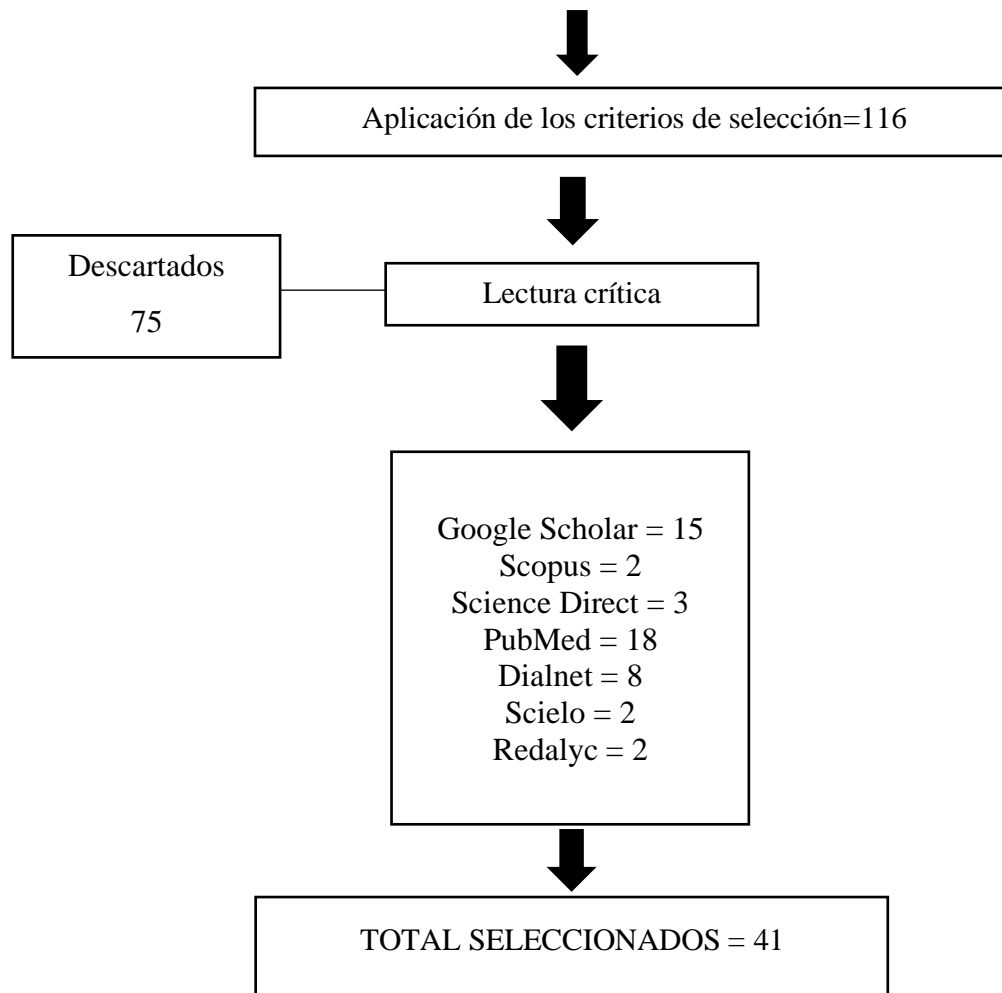 Aplicación de los criterios de selección=116
Descartados
75
Lectura crítica
Google Scholar = 15
Scopus = 2
Science Direct = 3
PubMed = 18
Dialnet = 8
Scielo = 2
Redalyc = 2
TOTAL SELECCIONADOS = 41